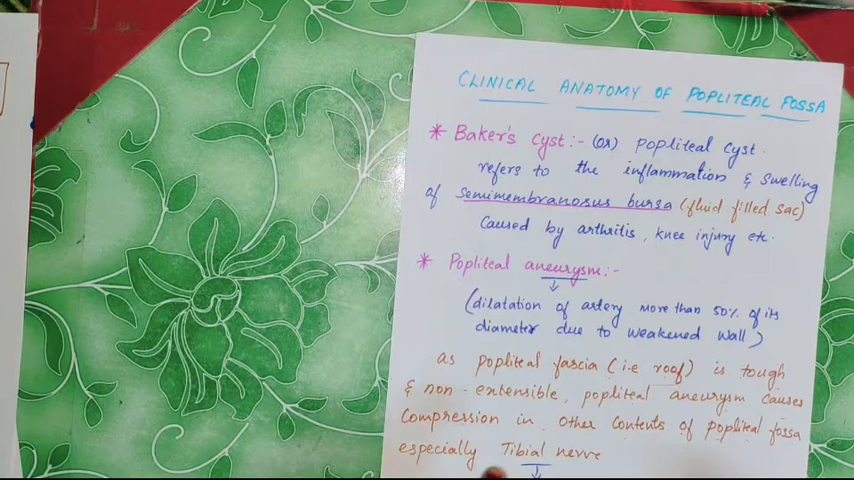 CLINICAL ANATOMY OF POPLITEAL FOSSA
* Baker's Cyst :- (or) popliteal cyst.
refers to the inflammation & swelling
of semimembranosus bursa (fluid filled sac)
Caused by arthritis, knee injury etc.
* Popliteal aneurysm :-
(dilatation of artery more than 50% of its
diameter due to weakened wall)
as popliteal fascia (i.e roof) is tough
& non-extensible, popliteal aneurysm causes
Compression in other contents of popliteal fossa
especially Tibial nerve